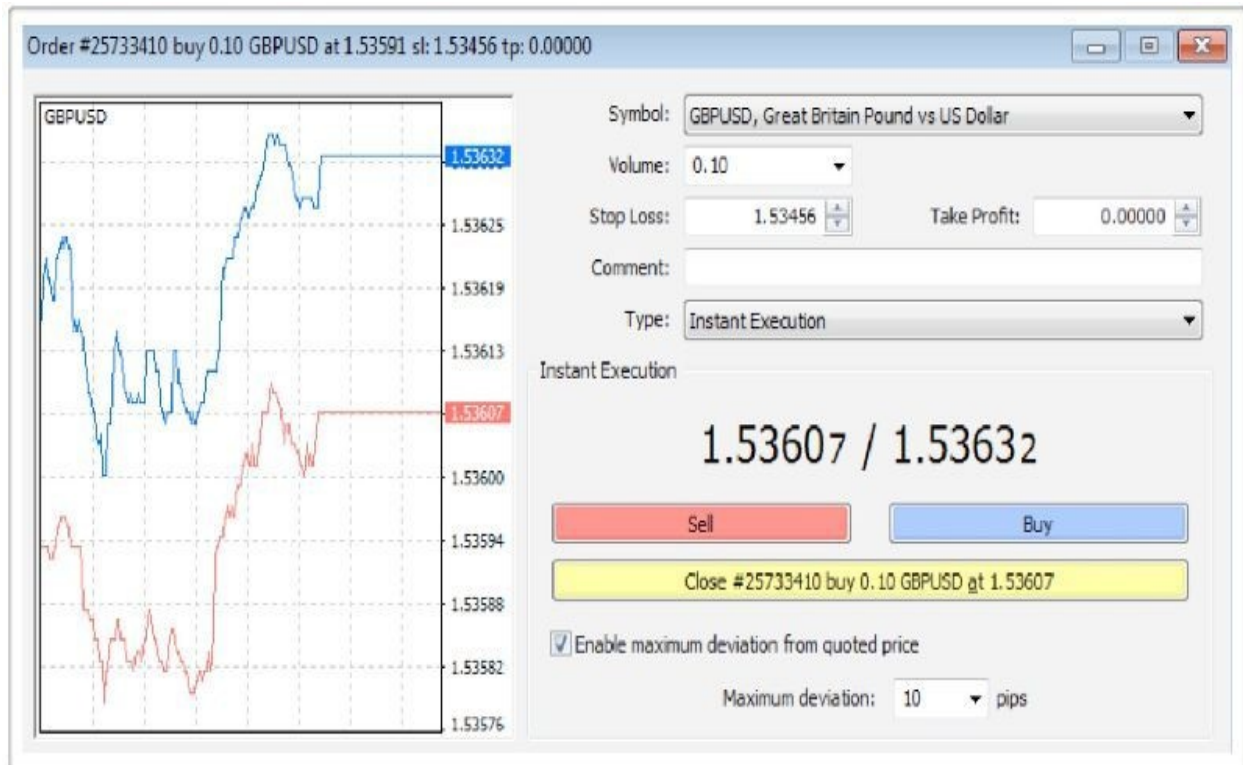 Order #25733410 buy 0.10 GBPUSD at 1.53591 sl: 1.53456 tp: 0.00000
GBPUSD
1.53632
1.53625
1.53619
1.53613
1.53607
1.53600
1.53594
1.53588
1.53582
1.53576
Symbol: GBPUSD, Great Britain Pound vs US Dollar
Volume: 0.10
Stop Loss: 1.53456 Take Profit: 0.00000
Comment:
Type: Instant Execution
Instant Execution
1.53607 / 1.53632
Sell Buy
Close #25733410 buy 0.10 GBPUSD at 1.53607
Enable maximum deviation from quoted price
Maximum deviation: 10 pips